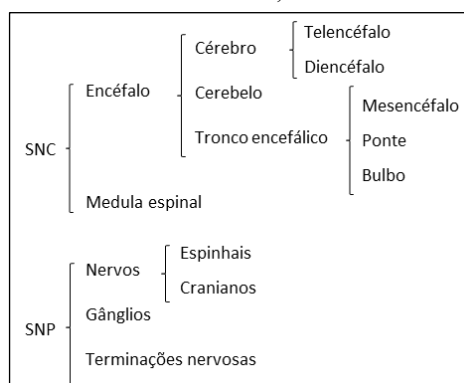 Telencéfalo
Cérebro
Diencéfalo
Encéfalo
Cerebelo
Mesencéfalo
Tronco encefálico
Ponte
SNC
Bulbo
Medula espinal
Espinhais
Nervos
Cranianos
Gânglios
SNP
Terminações nervosas